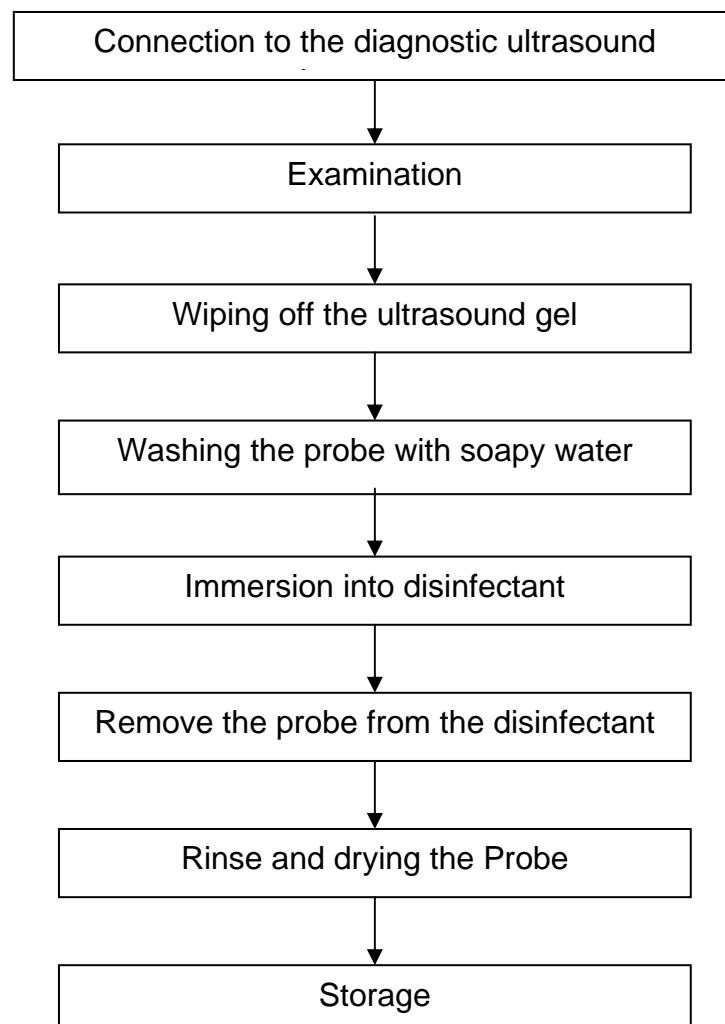 Connection to the diagnostic ultrasound
Examination
Wiping off the ultrasound gel
Washing the probe with soapy water
Immersion into disinfectant
Remove the probe from the disinfectant
Rinse and drying the Probe
Storage